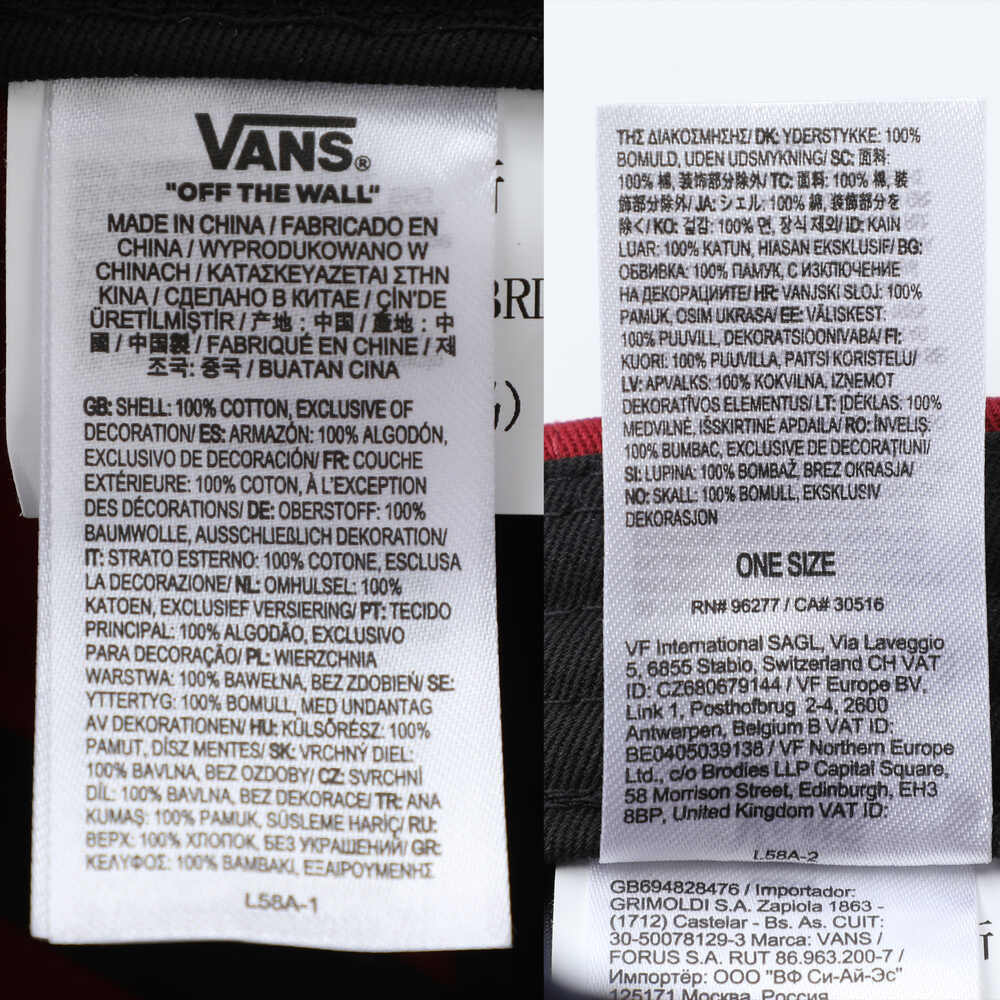 VANS®
"OFF THE WALL"
MADE IN CHINA / FABRICADO EN
CHINA / WYPRODUKOWANO W
CHINACH / ΚΑΤΑΣΚΕΥΑΖΕΤΑΙ ΣΤΗΝ
ΚΙΝΑ / СДЕЛАНО В КИТАЕ / ÇİN'DE
ÜRETİLMİŞTİR / 产地 : 中国 / 產地 : 中
國 / 中国製 / FABRIQUÉ EN CHINE / 제
조국: 중국 / BUATAN CINA
GB: SHELL: 100% COTTON, EXCLUSIVE OF
DECORATION/ ES: ARMAZÓN: 100% ALGODÓN,
EXCLUSIVO DE DECORACIÓN/ FR: COUCHE
EXTÉRIEURE: 100% COTON, À L'EXCEPTION
DES DÉCORATIONS/ DE: OBERSTOFF: 100%
BAUMWOLLE, AUSSCHLIEßLICH DEKORATION/
IT: STRATO ESTERNO: 100% COTONE, ESCLUSA
LA DECORAZIONE/ NL: OMHULSEL: 100%
KATOEN, EXCLUSIEF VERSIERING/ PT: TECIDO
PRINCIPAL: 100% ALGODÃO, EXCLUSIVO
PARA DECORAÇÃO/ PL: WIERZCHNIA
WARSTWA: 100% BAWEŁNA, BEZ ZDOBIEŃ/ SE:
YTTERTYG: 100% BOMULL, MED UNDANTAG
AV DEKORATIONEN/ HU: KÜLSŐRÉSZ: 100%
PAMUT, DÍSZ MENTES/ SK: VRCHNÝ DIEL:
100% BAVLNA, BEZ OZDOBY/ CZ: SVRCHNÍ
DÍL: 100% BAVLNA, BEZ DEKORACE/ TR: ANA
KUMAŞ: 100% PAMUK, SÜSLEME HARİÇ/ RU:
ВЕРХ: 100% ХЛОПОК, БЕЗ УКРАШЕНИЙ/ GR:
ΚΕΛΥΦΟΣ: 100% ΒΑΜΒΑΚΙ, ΕΞΑΙΡΟΥΜΕΝΗΣ
L58A-1
ΤΗΣ ΔΙΑΚΟΣΜΗΣΗΣ/ DK: YDERSTYKKE: 100%
BOMULD, UDEN UDSMYKNING/ SC: 面料:
100% 棉, 装饰部分除外/ TC: 面料: 100% 棉, 裝
飾部分除外/ JA: シェル: 100% 綿, 装飾部分を
除く/ KO: 겉감: 100% 면, 장식 제외/ ID: KAIN
LUAR: 100% KATUN, HIASAN EKSKLUSIF/ BG:
ОБВИВКА: 100% ПАМУК, С ИЗКЛЮЧЕНИЕ
НА ДЕКОРАЦИИТЕ/ HR: VANJSKI SLOJ: 100%
PAMUK, OSIM UKRASA/ EE: VÄLISKEST:
100% PUUVILL, DEKORATSIOONIVABA/ FI:
KUORI: 100% PUUVILLA, PAITSI KORISTELU/
LV: APVALKS: 100% KOKVILNA, IZŅEMOT
DEKORATĪVOS ELEMENTUS/ LT: ĮDĖKLAS: 100%
MEDVILNĖ, IŠSKIRTINĖ APDAILA/ RO: ÎNVELIŞ:
100% BUMBAC, EXCLUSIVE DE DECORAŢIUNI/
SI: LUPINA: 100% BOMBAŽ, BREZ OKRASJA/
NO: SKALL: 100% BOMULL, EKSKLUSIV
DEKORASJON
ONE SIZE
RN# 96277 / CA# 30516
VF International SAGL, Via Laveggio
5, 6855 Stabio, Switzerland CH VAT
ID: CZ680679144 / VF Europe BV,
Link 1, Posthofbrug 2-4, 2600
Antwerpen, Belgium B VAT ID:
BE0405039138 / VF Northern Europe
Ltd., c/o Brodies LLP Capital Square,
58 Morrison Street, Edinburgh, EH3
8BP, United Kingdom VAT ID:
L58A-2
GB694828476 / Importador:
GRIMOLDI S.A. Zapiola 1863 -
(1712) Castelar - Bs. As. CUIT:
30-50078129-3 Marca: VANS /
FORUS S.A. RUT 86.963.200-7 /
Импортёр: ООО "ВФ Си-Ай-Эс"
125171 Москва, Россия